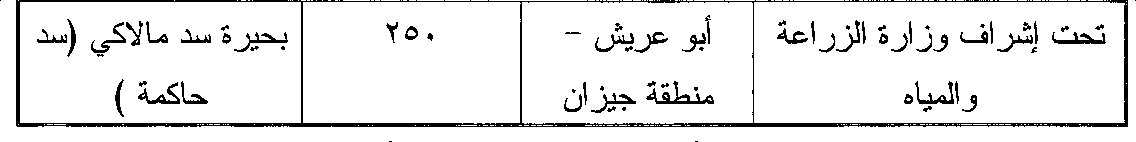 تحت إشراف وزارة الزراعة والمياه
أبو عريش – منطقة جيزان
٢٥٠
بحيرة سد مالاكي (سد حاكمة )